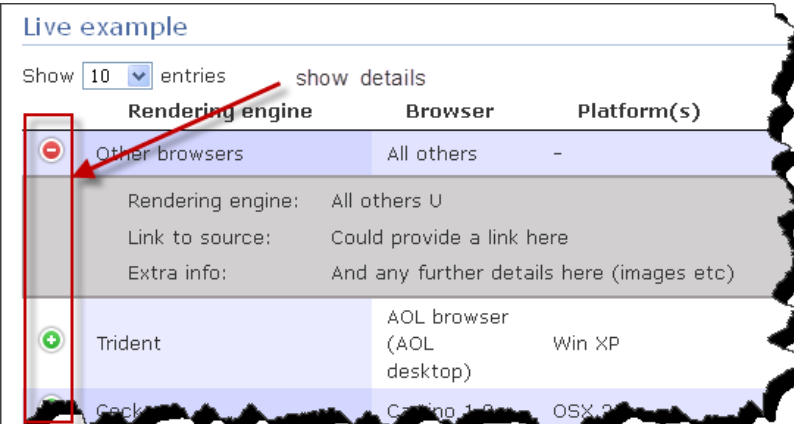 Live example
Show 10 entries
show details
Rendering engine Browser Platform(s)
Other browsers All others -
Rendering engine: All others U
Link to source: Could provide a link here
Extra info: And any further details here (images etc)
AOL browser
Trident (AOL Win XP
desktop)
OSX